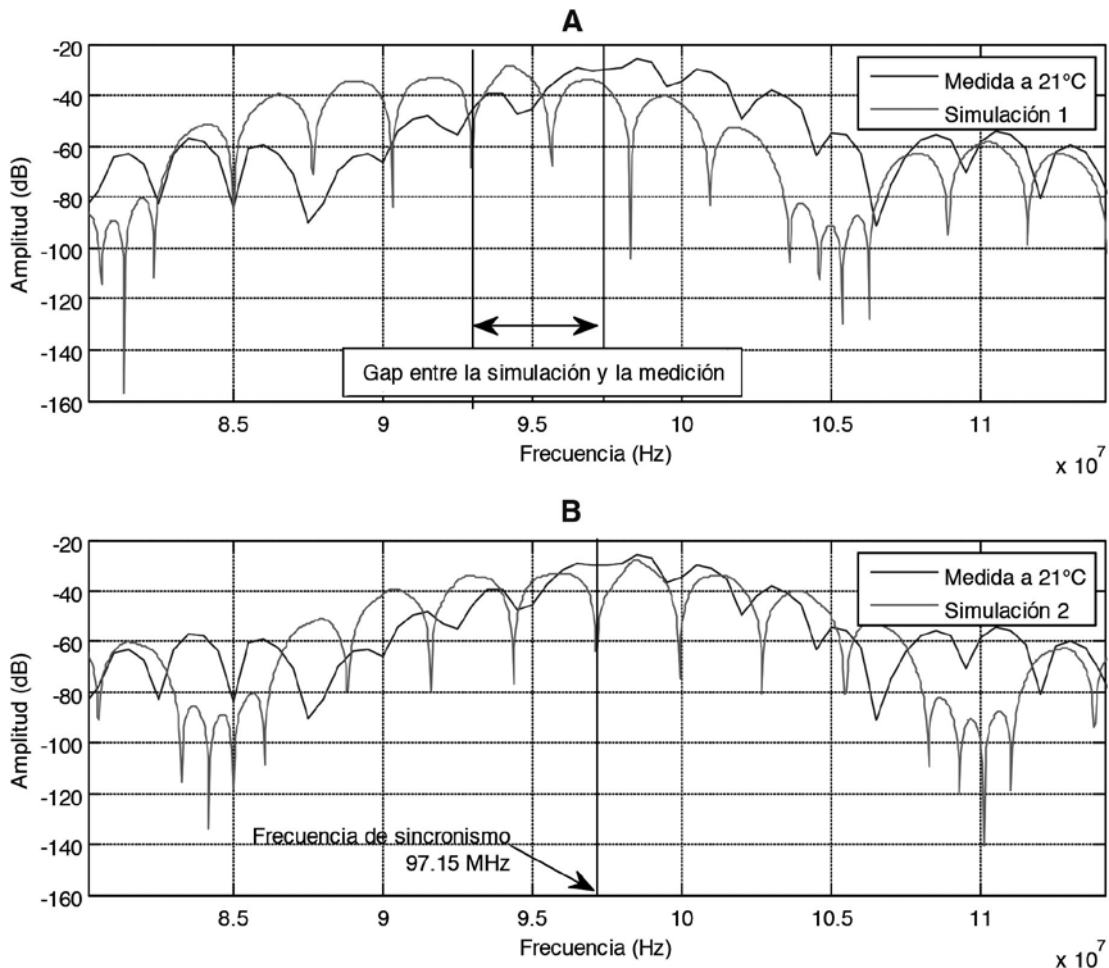 A
-20
-40
-60
-80
-100
-120
-140
-160
Amplitud (dB)
Medida a 21°C
Simulación 1
Gap entre la simulación y la medición
8.5
9
9.5
10
10.5
11
Frecuencia (Hz)
x 10^7
B
-20
-40
-60
-80
-100
-120
-140
-160
Amplitud (dB)
Medida a 21°C
Simulación 2
Frecuencia de sincronismo
97.15 MHz
8.5
9
9.5
10
10.5
11
Frecuencia (Hz)
x 10^7